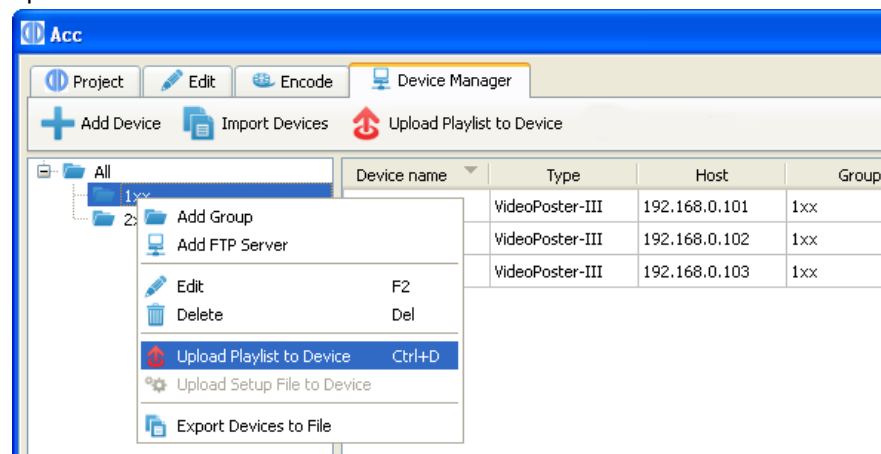 Acc
Project Edit Encode Device Manager
Add Device Import Devices Upload Playlist to Device
All
1xx
Device name Type Host Group
VideoPoster-III 192.168.0.101 1xx
VideoPoster-III 192.168.0.102 1xx
VideoPoster-III 192.168.0.103 1xx
Add Group
Add FTP Server
Edit F2
Delete Del
Upload Playlist to Device Ctrl+D
Upload Setup File to Device
Export Devices to File